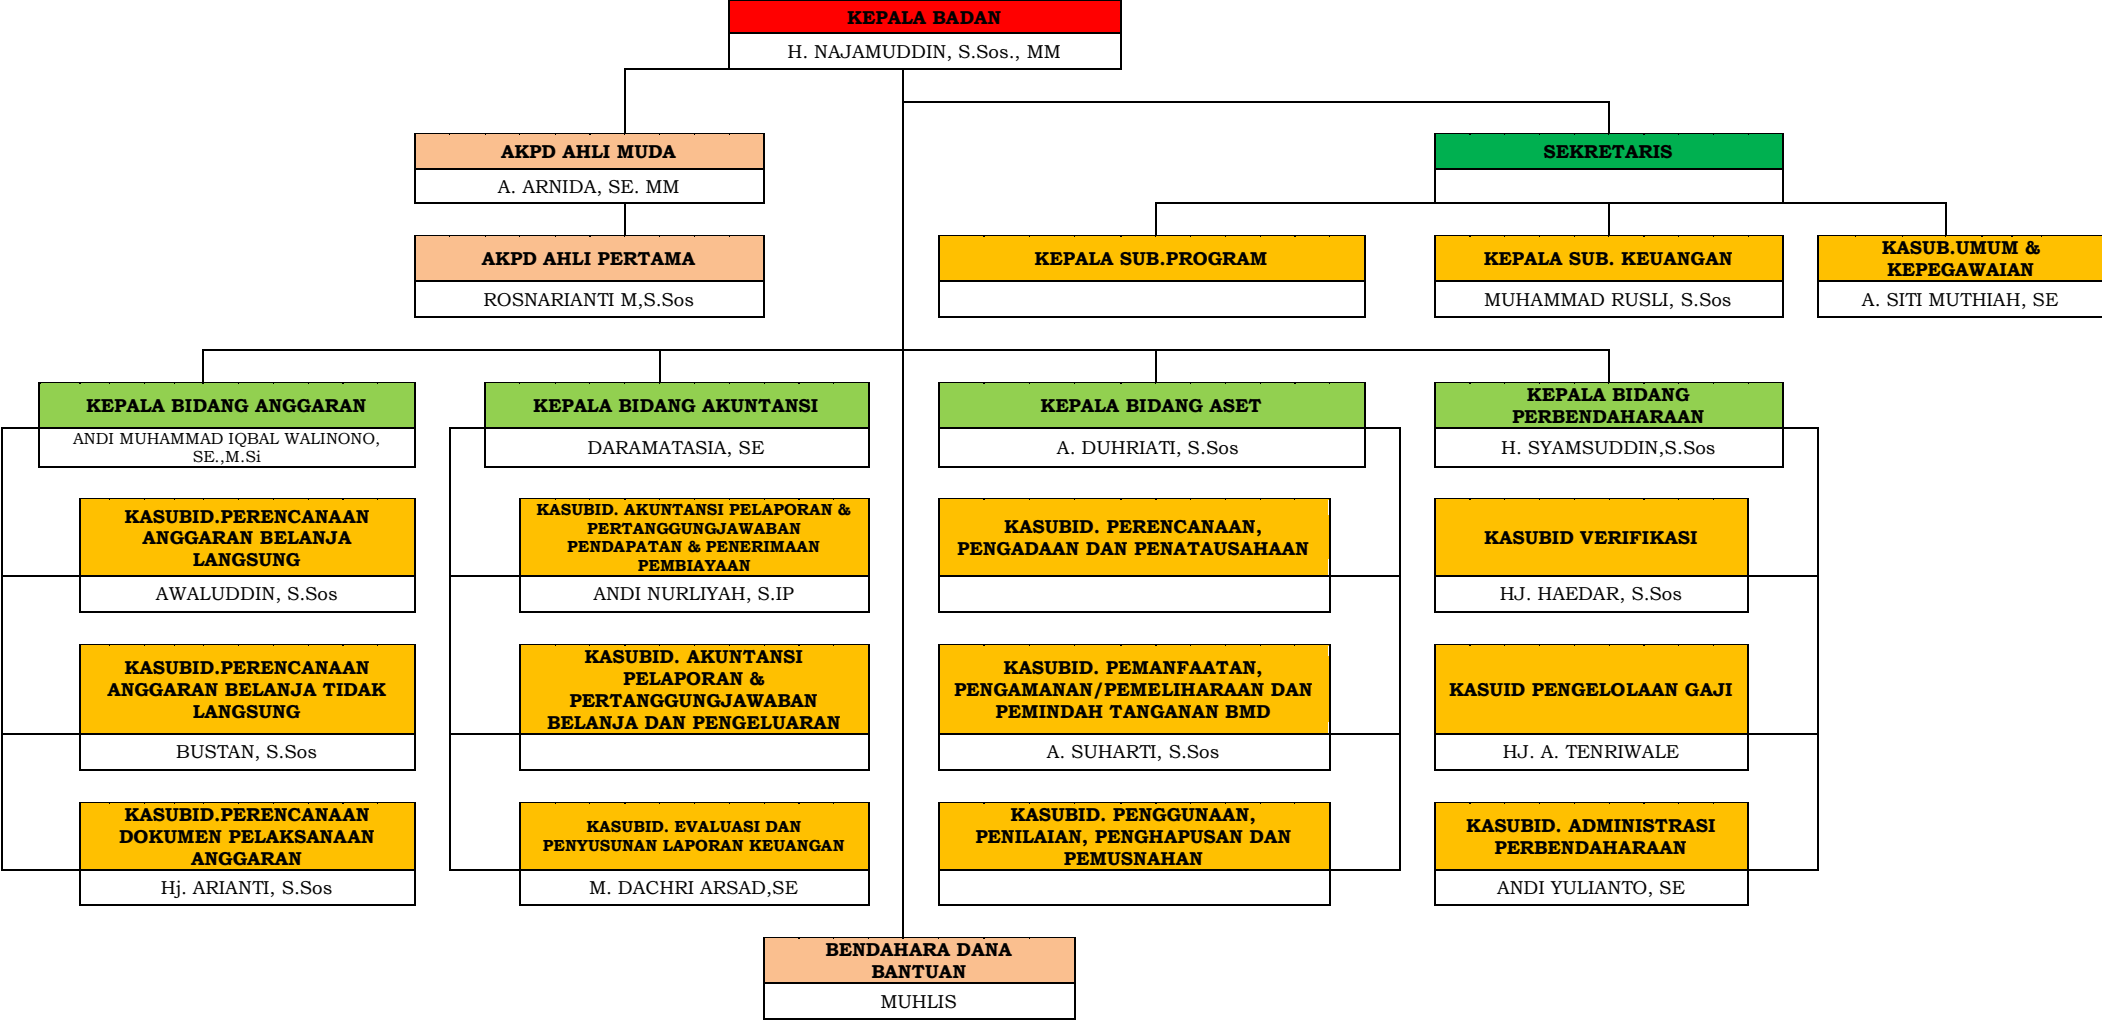 KEPALA BADAN
H. NAJAMUDDIN, S.Sos., MM
AKPD AHLI MUDA
A. ARNIDA, SE. MM
SEKRETARIS
AKPD AHLI PERTAMA
ROSNARIANTI M,S.Sos
KEPALA SUB.PROGRAM
KEPALA SUB. KEUANGAN
MUHAMMAD RUSLI, S.Sos
KASUB.UMUM &
KEPEGAWAIAN
A. SITI MUTHIAH, SE
KEPALA BIDANG ANGGARAN
ANDI MUHAMMAD IQBAL WALINONO,
SE.,M.Si
KEPALA BIDANG AKUNTANSI
DARAMATASIA, SE
KEPALA BIDANG ASET
A. DUHRIATI, S.Sos
KEPALA BIDANG
PERBENDAHARAAN
H. SYAMSUDDIN,S.Sos
KASUBID.PERENCANAAN
ANGGARAN BELANJA
LANGSUNG
AWALUDDIN, S.Sos
KASUBID. AKUNTANSI PELAPORAN &
PERTANGGUNGJAWABAN
PENDAPATAN & PENERIMAAN
PEMBIAYAAN
ANDI NURLIYAH, S.IP
KASUBID. PERENCANAAN,
PENGADAAN DAN PENATAUSAHAAN
KASUBID VERIFIKASI
HJ. HAEDAR, S.Sos
KASUBID.PERENCANAAN
ANGGARAN BELANJA TIDAK
LANGSUNG
BUSTAN, S.Sos
KASUBID. AKUNTANSI
PELAPORAN &
PERTANGGUNGJAWABAN
BELANJA DAN PENGELUARAN
KASUBID. PEMANFAATAN,
PENGAMANAN/PEMELIHARAAN DAN
PEMINDAH TANGANAN BMD
A. SUHARTI, S.Sos
KASUID PENGELOLAAN GAJI
HJ. A. TENRIWALE
KASUBID.PERENCANAAN
DOKUMEN PELAKSANAAN
ANGGARAN
Hj. ARIANTI, S.Sos
KASUBID. EVALUASI DAN
PENYUSUNAN LAPORAN KEUANGAN
M. DACHRI ARSAD,SE
KASUBID. PENGGUNAAN,
PENILAIAN, PENGHAPUSAN DAN
PEMUSNAHAN
KASUBID. ADMINISTRASI
PERBENDAHARAAN
ANDI YULIANTO, SE
BENDAHARA DANA
BANTUAN
MUHLIS